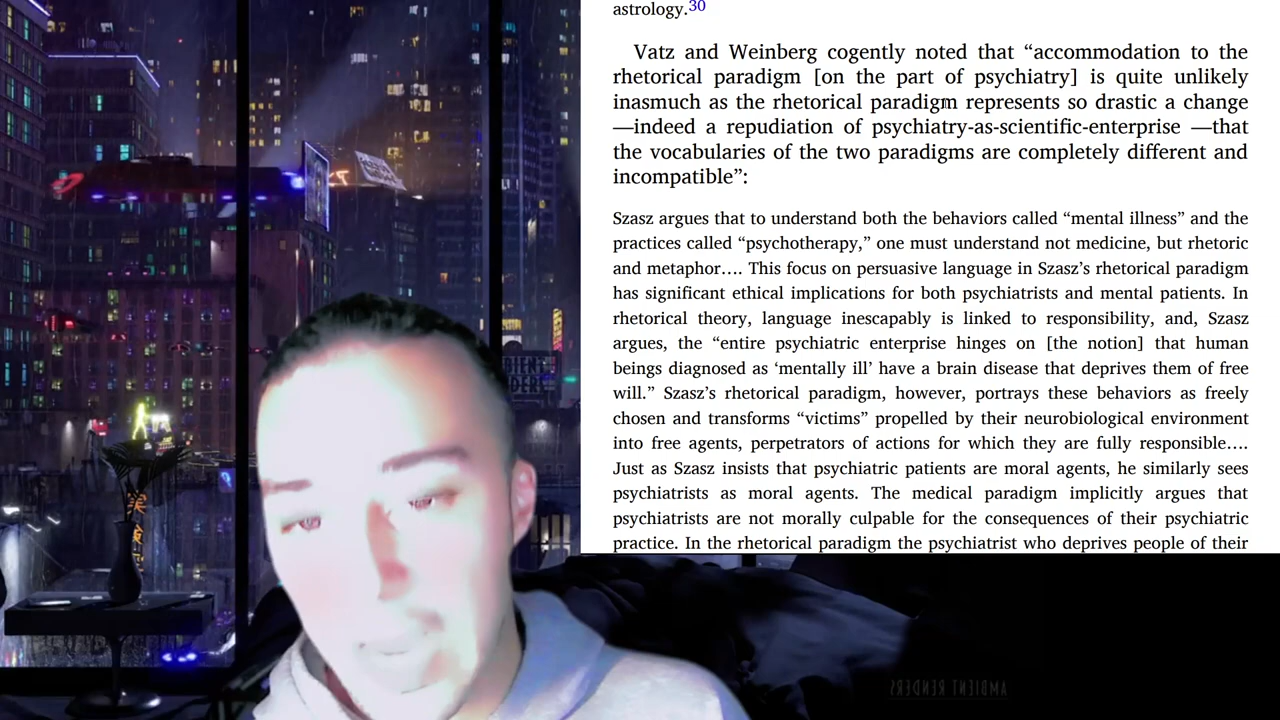 astrology.30
Vatz and Weinberg cogently noted that “accommodation to the
rhetorical paradigm [on the part of psychiatry] is quite unlikely
inasmuch as the rhetorical paradigm represents so drastic a change
—indeed a repudiation of psychiatry-as-scientific-enterprise —that
the vocabularies of the two paradigms are completely different and
incompatible”:
Szasz argues that to understand both the behaviors called “mental illness” and the
practices called “psychotherapy,” one must understand not medicine, but rhetoric
and metaphor…. This focus on persuasive language in Szasz’s rhetorical paradigm
has significant ethical implications for both psychiatrists and mental patients. In
rhetorical theory, language inescapably is linked to responsibility, and, Szasz
argues, the “entire psychiatric enterprise hinges on [the notion] that human
beings diagnosed as ‘mentally ill’ have a brain disease that deprives them of free
will.” Szasz’s rhetorical paradigm, however, portrays these behaviors as freely
chosen and transforms “victims” propelled by their neurobiological environment
into free agents, perpetrators of actions for which they are fully responsible….
Just as Szasz insists that psychiatric patients are moral agents, he similarly sees
psychiatrists as moral agents. The medical paradigm implicitly argues that
psychiatrists are not morally culpable for the consequences of their psychiatric
practice. In the rhetorical paradigm the psychiatrist who deprives people of their
AMBIENT RENDERS